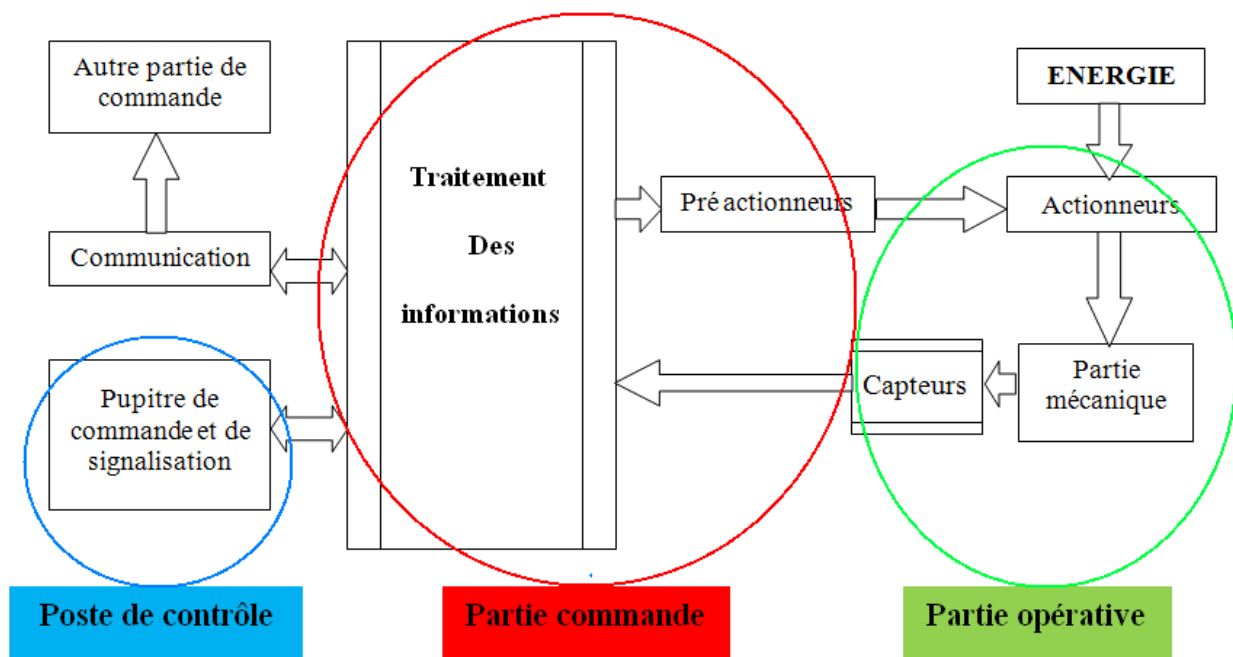 Autre partie de
commande
ENERGIE
Traitement
Des
informations
Pré actionneurs
Actionneurs
Communication
Pupitre de
commande et de
signalisation
Capteurs
Partie
mécanique
Poste de contrôle
Partie commande
Partie opérative